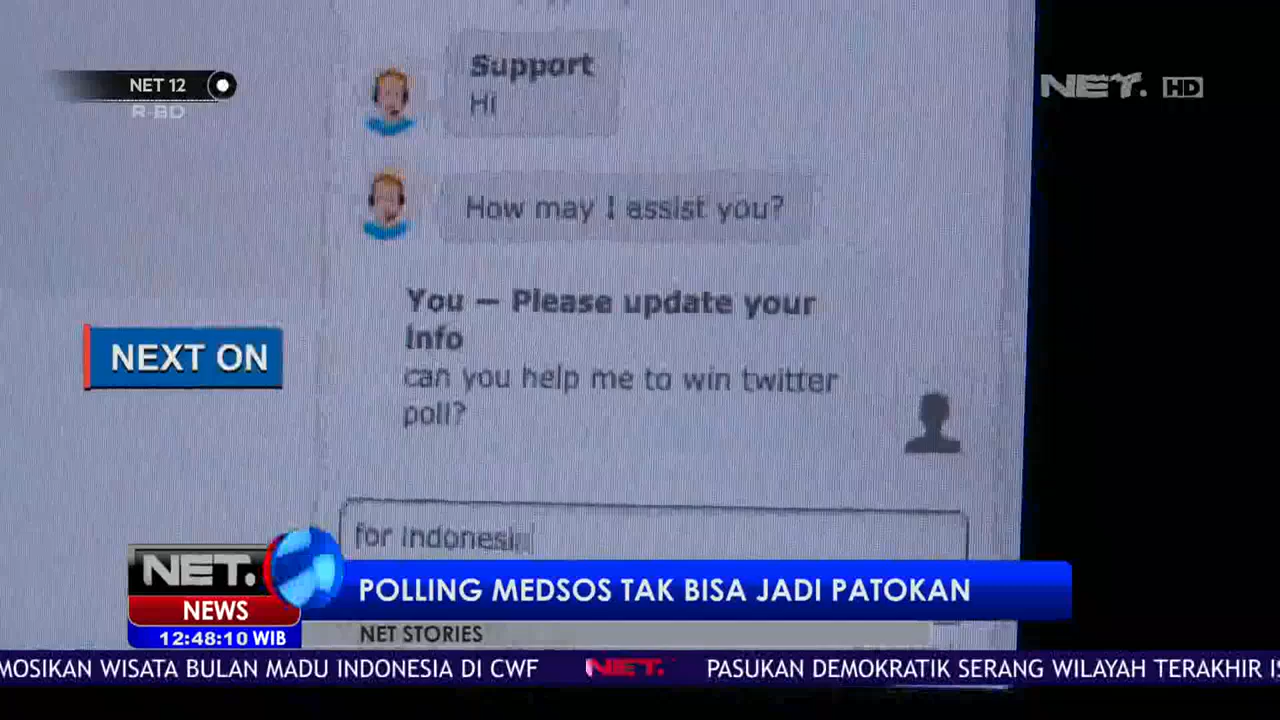 Support
NET 12
R-BD
NET. HD
Hi
How may I assist you?
You — Please update your
info
can you help me to win twitter
poll?
NEXT ON
for Indonesi
NET.
NEWS
12:48:10 WIB
POLLING MEDSOS TAK BISA JADI PATOKAN
NET STORIES
MOSIKAN WISATA BULAN MADU INDONESIA DI CWF NET. PASUKAN DEMOKRATIK SERANG WILAYAH TERAKHIR IS